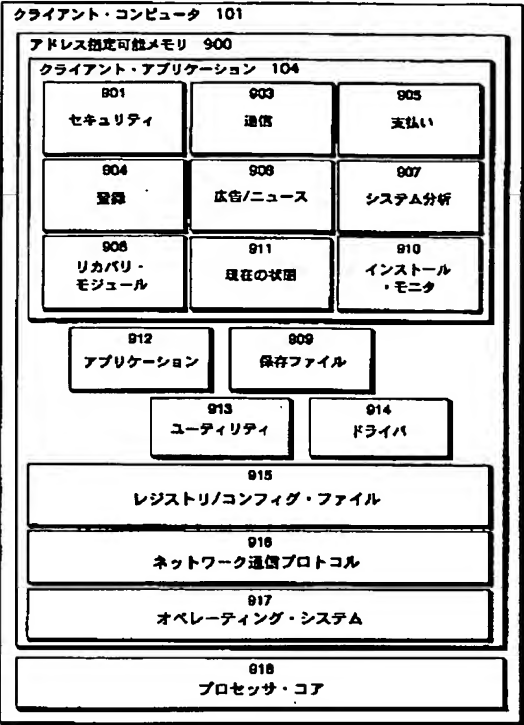 クライアント・コンピュータ 101
アドレス指定可能メモリ 900
クライアント・アプリケーション 104
901
セキュリティ
903
通信
905
支払い
904
登録
906
広告/ニュース
907
システム分析
908
リカバリ・
モジュール
911
現在の状態
910
インストール
・モニタ
912
アプリケーション
909
保存ファイル
913
ユーティリティ
914
ドライバ
915
レジストリ/コンフィグ・ファイル
916
ネットワーク通信プロトコル
917
オペレーティング・システム
918
プロセッサ・コア